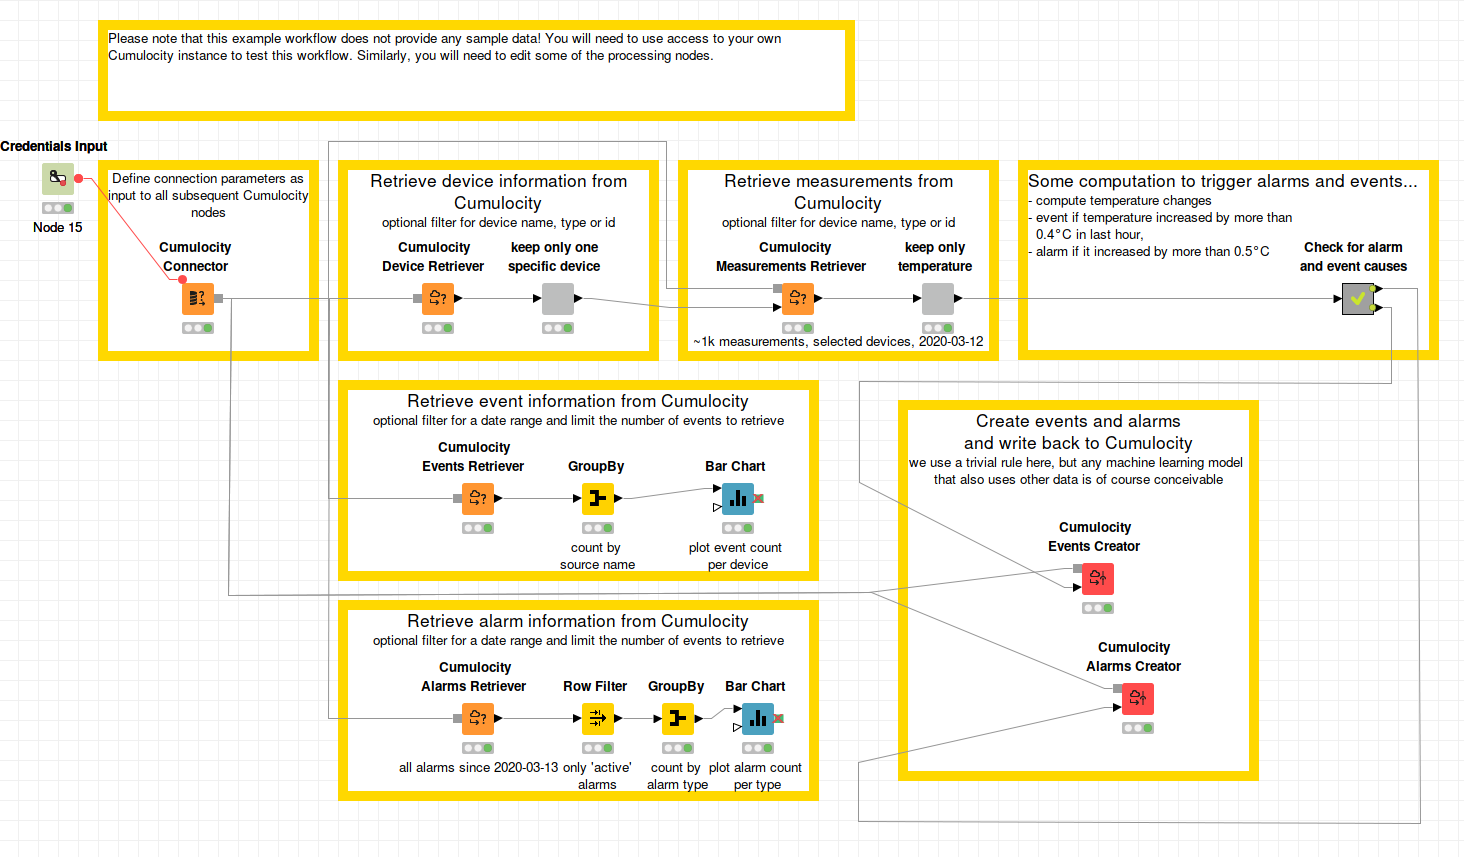 Please note that this example workflow does not provide any sample data! You will need to use access to your own
Cumulocity instance to test this workflow. Similarly, you will need to edit some of the processing nodes.
Credentials Input
Node 15
Define connection parameters as
input to all subsequent Cumulocity
nodes
Cumulocity
Connector
Retrieve device information from
Cumulocity
optional filter for device name, type or id
Cumulocity
Device Retriever
keep only one
specific device
Retrieve measurements from
Cumulocity
optional filter for device name, type or id
Cumulocity
Measurements Retriever
keep only
temperature
~1k measurements, selected devices, 2020-03-12
Some computation to trigger alarms and events...
- compute temperature changes
- event if temperature increased by more than
0.4°C in last hour,
- alarm if it increased by more than 0.5°C
Check for alarm
and event causes
Retrieve event information from Cumulocity
optional filter for a date range and limit the number of events to retrieve
Cumulocity
Events Retriever
GroupBy
Bar Chart
count by
source name
plot event count
per device
Create events and alarms
and write back to Cumulocity
we use a trivial rule here, but any machine learning model
that also uses other data is of course conceivable
Cumulocity
Events Creator
Cumulocity
Alarms Creator
Retrieve alarm information from Cumulocity
optional filter for a date range and limit the number of events to retrieve
Cumulocity
Alarms Retriever
Row Filter
GroupBy
Bar Chart
all alarms since 2020-03-13
only 'active'
alarms
count by
alarm type
plot alarm count
per type